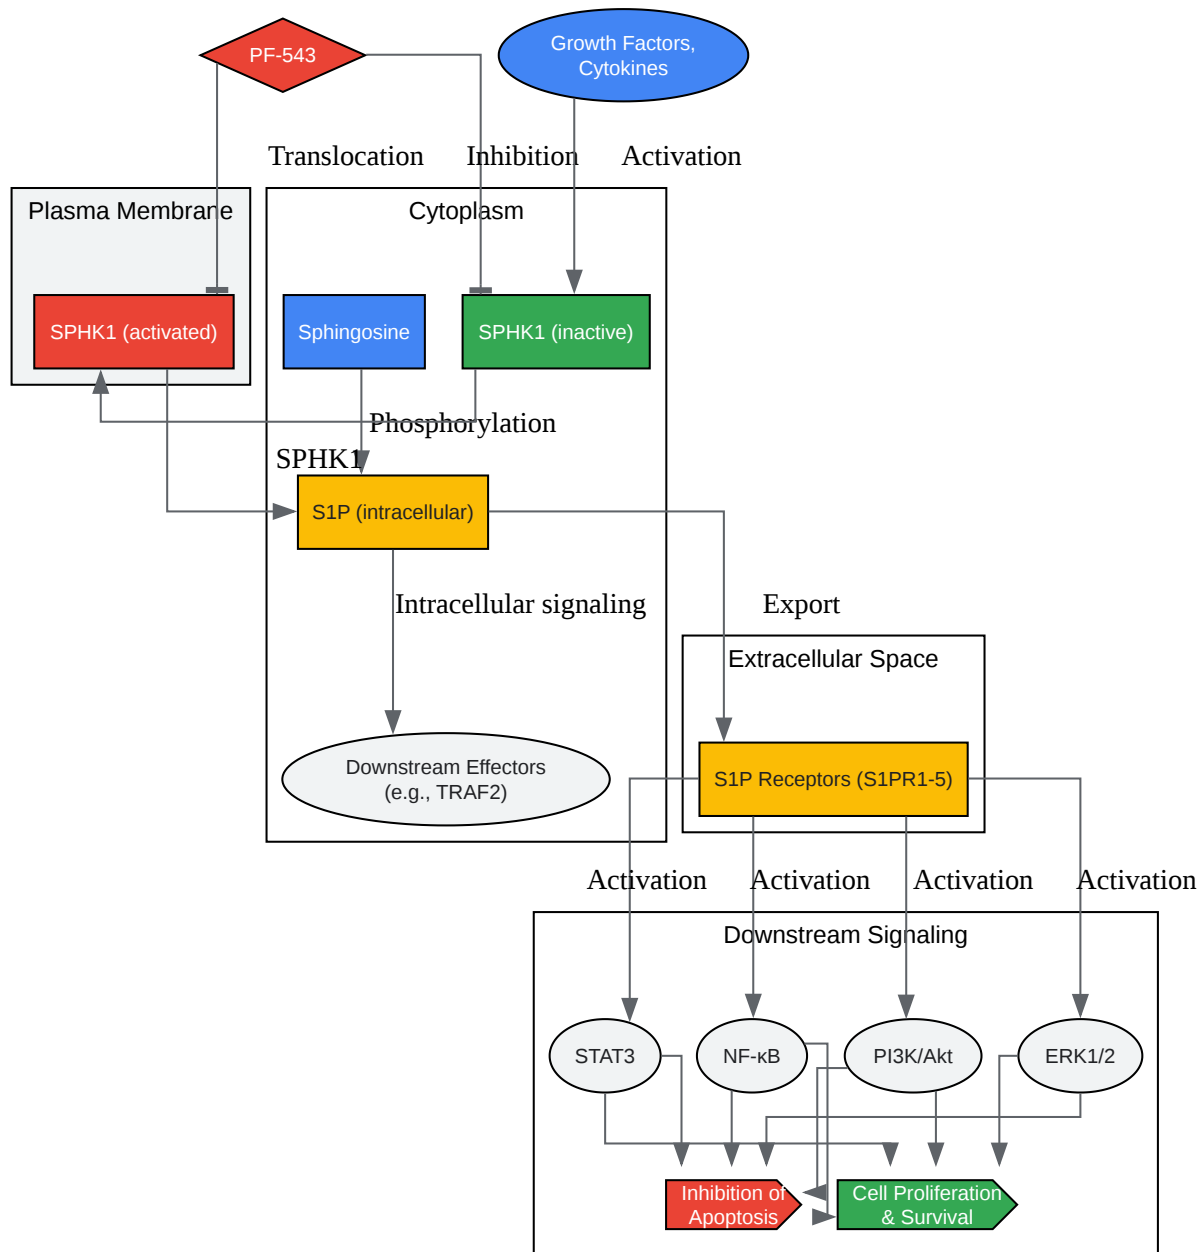 PF-543
Growth Factors,
Cytokines
Translocation
Inhibition
Activation
Plasma Membrane
Cytoplasm
SPHK1 (activated)
Sphingosine
SPHK1 (inactive)
Phosphorylation
SPHK1
S1P (intracellular)
Intracellular signaling
Export
Extracellular Space
Downstream Effectors
(e.g., TRAF2)
S1P Receptors (S1PR1-5)
Activation
Activation
Activation
Activation
Downstream Signaling
STAT3
NF-κB
PI3K/Akt
ERK1/2
Inhibition of
Apoptosis
Cell Proliferation
& Survival